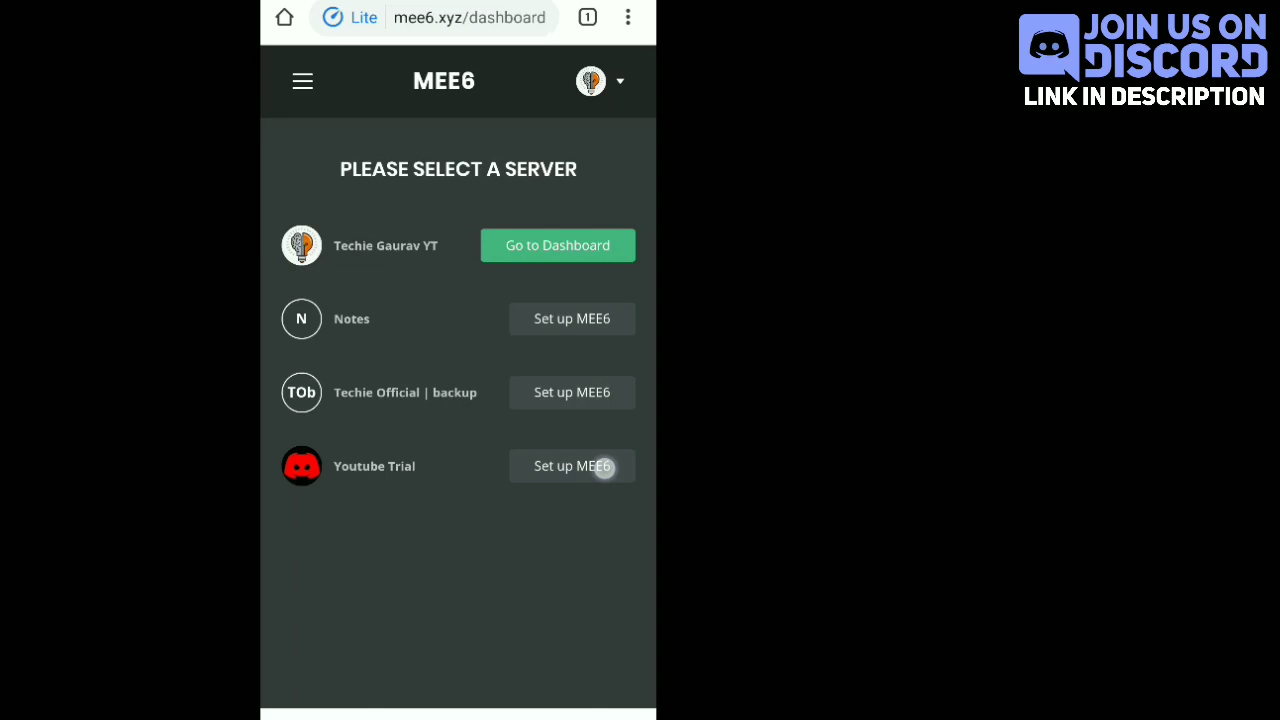 Lite mee6.xyz/dashboard 1
MEE6
PLEASE SELECT A SERVER
Techie Gaurav YT Go to Dashboard
N Notes Set up MEE6
TOb Techie Official | backup Set up MEE6
Youtube Trial Set up MEE6
JOIN US ON
DISCORD
LINK IN DESCRIPTION